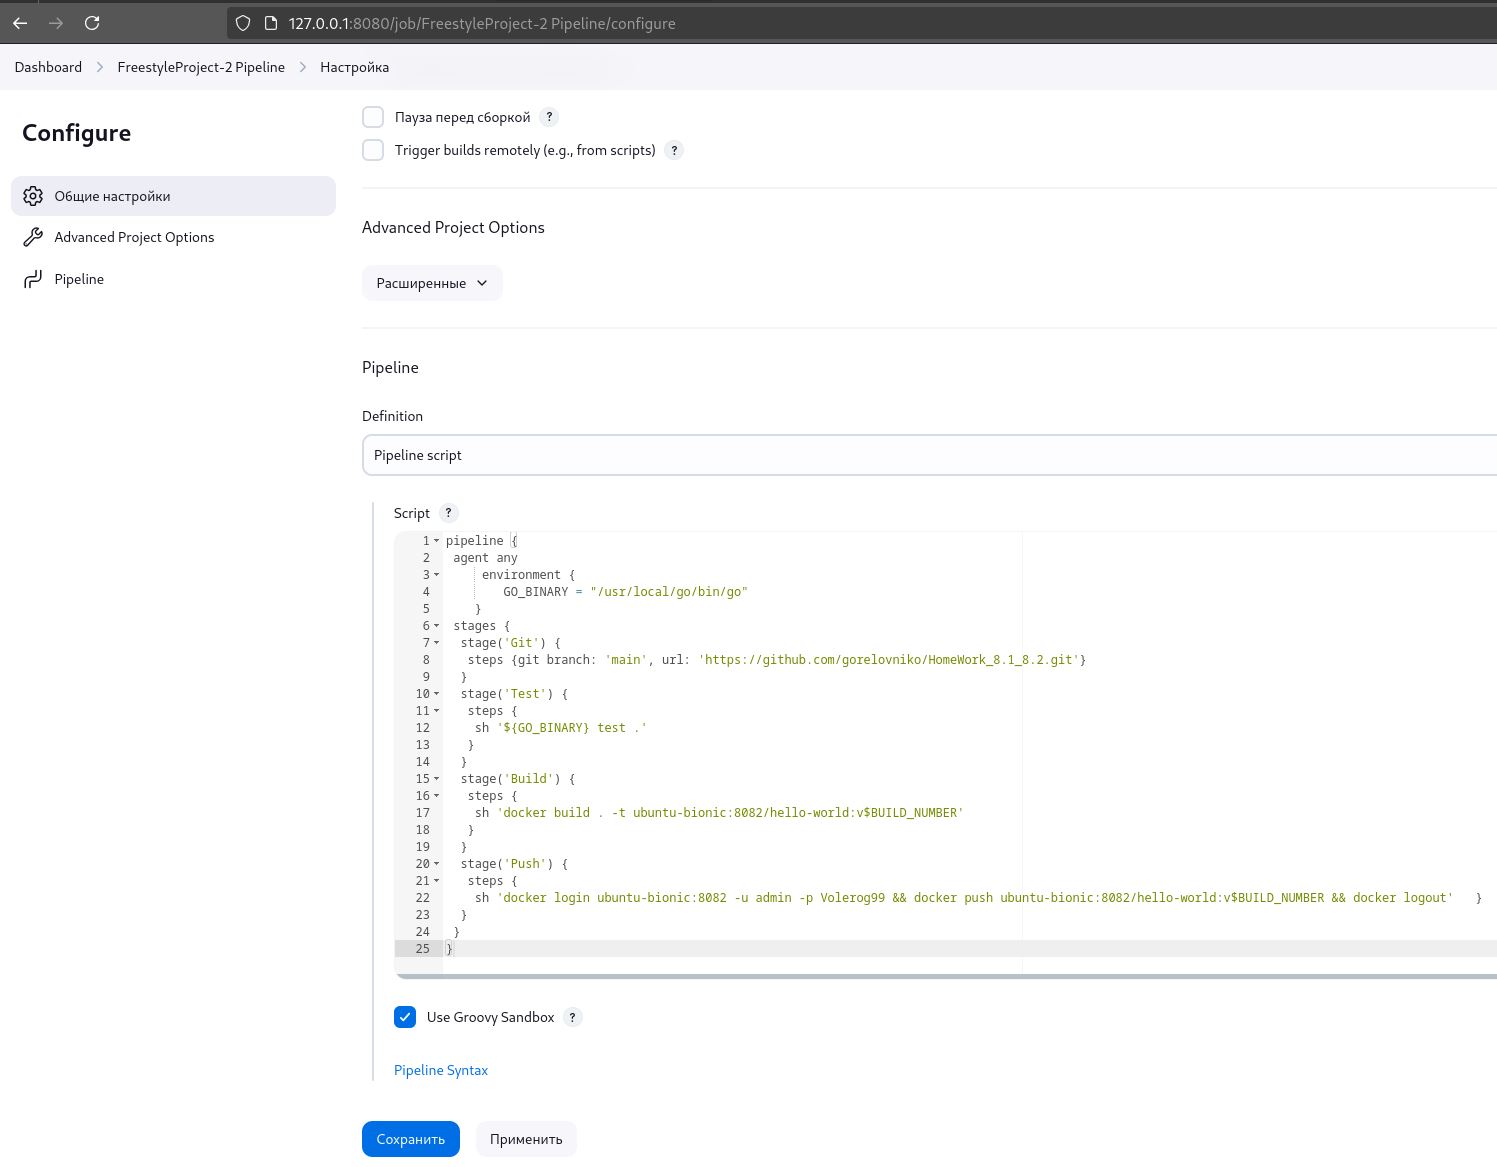 127.0.0.1:8080/job/FreestyleProject-2 Pipeline/configure
Dashboard > FreestyleProject-2 Pipeline > Настройка
Configure
Общие настройки
Advanced Project Options
Pipeline
Пауза перед сборкой ?
Trigger builds remotely (e.g., from scripts) ?
Advanced Project Options
Расширенные
Pipeline
Definition
Pipeline script
Script ?
1 pipeline {
2  agent any
3      environment {
4         GO_BINARY = "/usr/local/go/bin/go"
5     }
6  stages {
7   stage('Git') {
8    steps {git branch: 'main', url: 'https://github.com/gorelovniko/HomeWork_8.1_8.2.git'}
9   }
10   stage('Test') {
11    steps {
12     sh '${GO_BINARY} test .'
13    }
14   }
15   stage('Build') {
16    steps {
17     sh 'docker build . -t ubuntu-bionic:8082/hello-world:v$BUILD_NUMBER'
18    }
19   }
20   stage('Push') {
21    steps {
22     sh 'docker login ubuntu-bionic:8082 -u admin -p Volerog99 && docker push ubuntu-bionic:8082/hello-world:v$BUILD_NUMBER && docker logout'   }
23   }
24  }
25 }
Use Groovy Sandbox ?
Pipeline Syntax
Сохранить
Применить